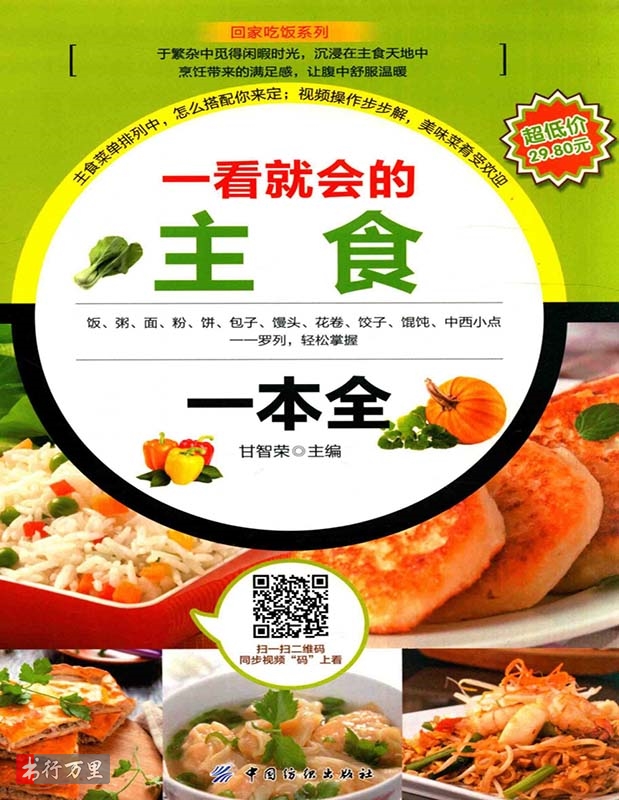 回家吃饭系列
于繁杂中觅得闲暇时光，沉浸在主食天地中
烹饪带来的满足感，让腹中舒服温暖
主食菜单排列中，怎么搭配你来定；视频操作步步解，美味菜肴受欢迎
超低价
29.80元
一看就会的
主食
饭、粥、面、粉、饼、包子、馒头、花卷、饺子、馄饨、中西小点
一一罗列，轻松掌握
一本全
甘智荣◎主编
扫一扫二维码
同步视频“码”上看
书行万里
中国纺织出版社